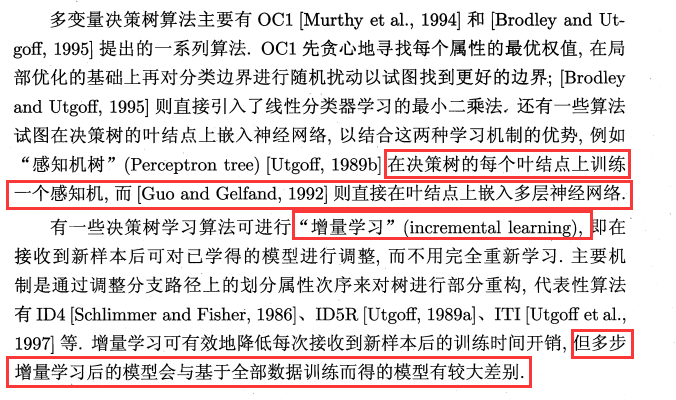 多变量决策树算法主要有 OC1 [Murthy et al., 1994] 和 [Brodley and Ut-
goff, 1995] 提出的一系列算法. OC1 先贪心地寻找每个属性的最优权值, 在局
部优化的基础上再对分类边界进行随机扰动以试图找到更好的边界; [Brodley
and Utgoff, 1995] 则直接引入了线性分类器学习的最小二乘法. 还有一些算法
试图在决策树的叶结点上嵌入神经网络, 以结合这两种学习机制的优势, 例如
“感知机树” (Perceptron tree) [Utgoff, 1989b] 在决策树的每个叶结点上训练
一个感知机, 而 [Guo and Gelfand, 1992] 则直接在叶结点上嵌入多层神经网络.
有一些决策树学习算法可进行 “增量学习” (incremental learning), 即在
接收到新样本后可对已学得的模型进行调整, 而不用完全重新学习. 主要机
制是通过调整分支路径上的划分属性次序来对树进行部分重构, 代表性算法
有 ID4 [Schlimmer and Fisher, 1986]、ID5R [Utgoff, 1989a]、ITI [Utgoff et al.,
1997] 等. 增量学习可有效地降低每次接收到新样本后的训练时间开销, 但多步
增量学习后的模型会与基于全部数据训练而得的模型有较大差别.